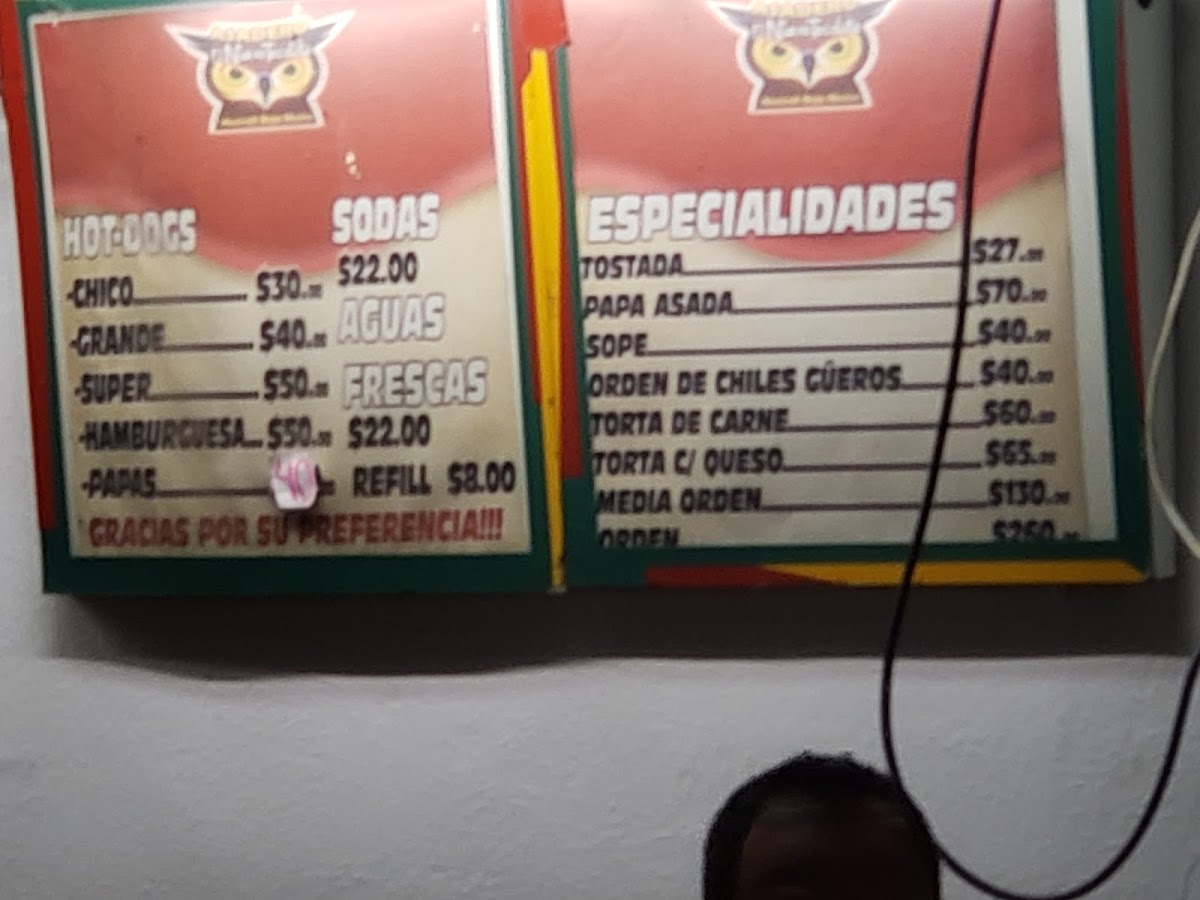 HOT-DOGS
-CHICO $30.00
-GRANDE $40.00
-SUPER $50.00
-HAMBURGUESA $50.00
-PAPAS 40
SODAS
$22.00
AGUAS
FRESCAS
$22.00
REFILL $8.00
GRACIAS POR SU PREFERENCIA!!!
ESPECIALIDADES
TOSTADA $27.00
PAPA ASADA $70.00
SOPE $40.00
ORDEN DE CHILES GÜEROS $40.00
TORTA DE CARNE $60.00
TORTA C/ QUESO $65.00
MEDIA ORDEN $130.00
ORDEN $260.00